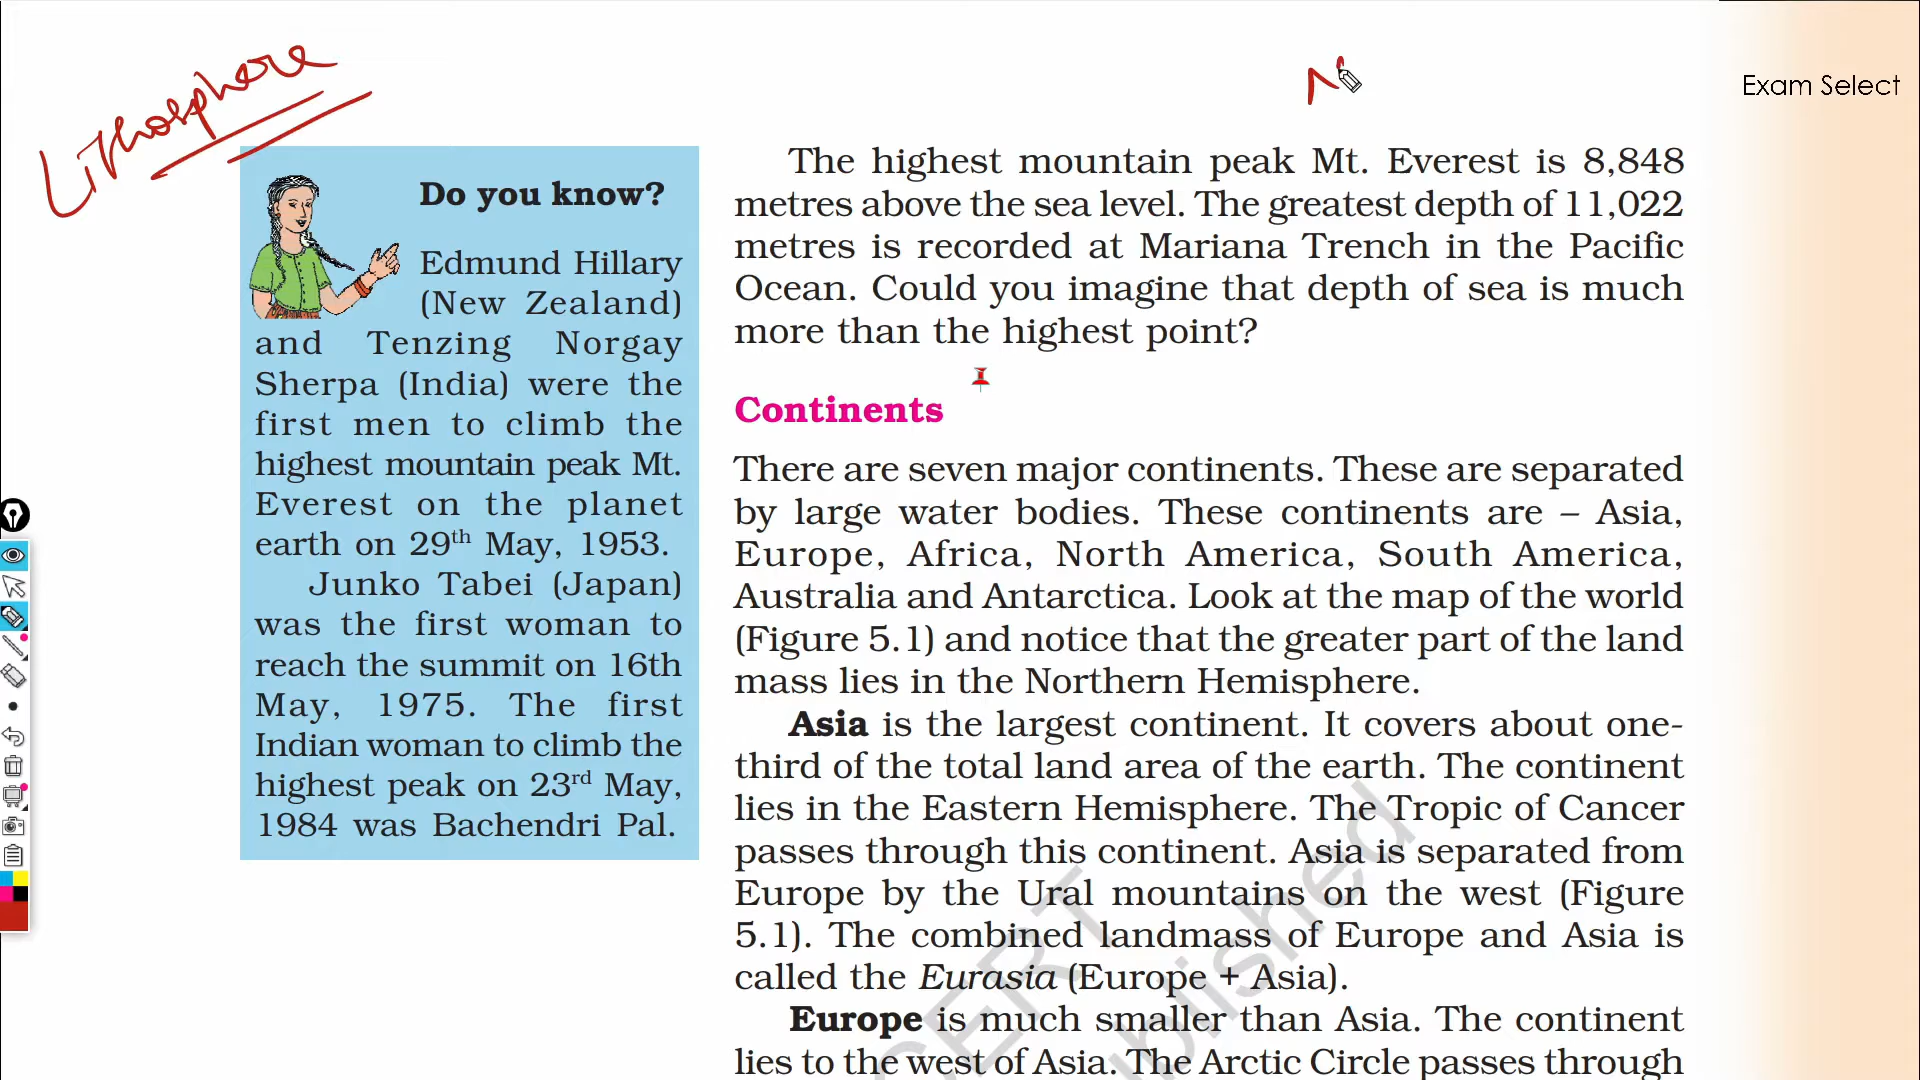 Lithosphere
Exam Select
Do you know?
Edmund Hillary
(New Zealand)
and Tenzing Norgay
Sherpa (India) were the
first men to climb the
highest mountain peak Mt.
Everest on the planet
earth on 29th May, 1953.
Junko Tabei (Japan)
was the first woman to
reach the summit on 16th
May, 1975. The first
Indian woman to climb the
highest peak on 23rd May,
1984 was Bachendri Pal.
The highest mountain peak Mt. Everest is 8,848
metres above the sea level. The greatest depth of 11,022
metres is recorded at Mariana Trench in the Pacific
Ocean. Could you imagine that depth of sea is much
more than the highest point?
Continents
There are seven major continents. These are separated
by large water bodies. These continents are – Asia,
Europe, Africa, North America, South America,
Australia and Antarctica. Look at the map of the world
(Figure 5.1) and notice that the greater part of the land
mass lies in the Northern Hemisphere.
Asia is the largest continent. It covers about one-
third of the total land area of the earth. The continent
lies in the Eastern Hemisphere. The Tropic of Cancer
passes through this continent. Asia is separated from
Europe by the Ural mountains on the west (Figure
5.1). The combined landmass of Europe and Asia is
called the Eurasia (Europe + Asia).
Europe is much smaller than Asia. The continent
lies to the west of Asia. The Arctic Circle passes through